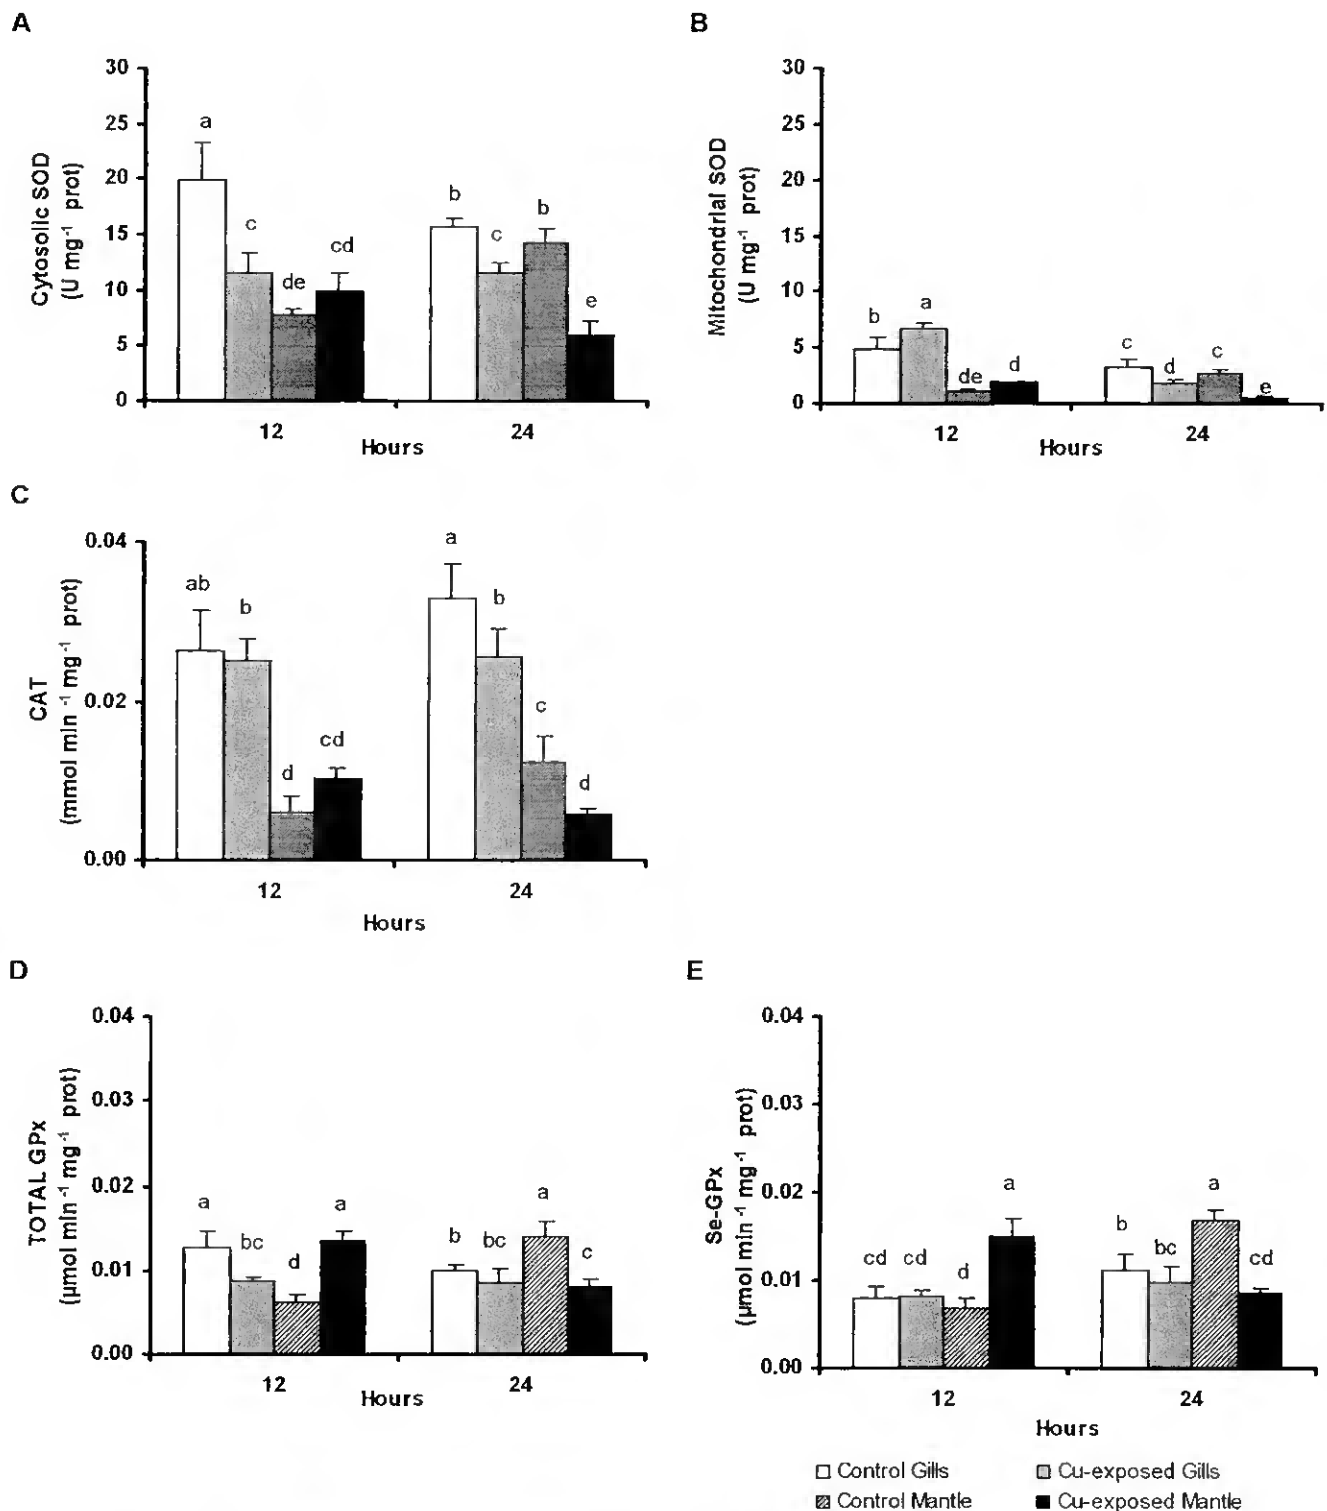 A
Cytosolic SOD
(U mg⁻¹ prot)
30
25
20
15
10
5
0
a
c
de
cd
b
c
b
e
12
24
Hours
B
Mitochondrial SOD
(U mg⁻¹ prot)
30
25
20
15
10
5
0
b
a
de
d
c
d
c
e
12
24
Hours
C
CAT
(mmol min⁻¹ mg⁻¹ prot)
0.04
0.02
0.00
ab
b
d
cd
a
b
c
d
12
24
Hours
D
TOTAL GPx
(µmol min⁻¹ mg⁻¹ prot)
0.04
0.03
0.02
0.01
0.00
a
bc
d
a
b
bc
a
c
12
24
Hours
E
Se-GPx
(µmol min⁻¹ mg⁻¹ prot)
0.04
0.03
0.02
0.01
0.00
cd
cd
d
a
b
bc
a
cd
12
24
Hours
Control Gills
Cu-exposed Gills
Control Mantle
Cu-exposed Mantle